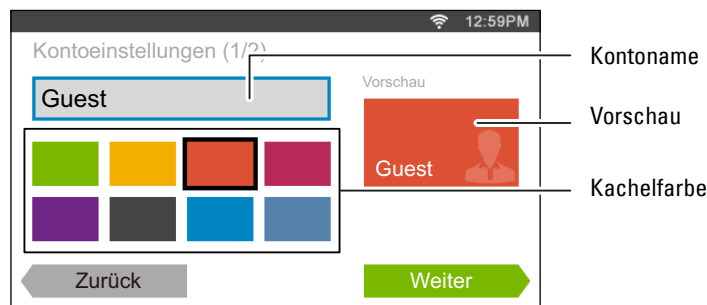 12:59PM
Kontoeinstellungen (1/2)
Kontoname
Vorschau
Guest
Vorschau
Guest
Kachelfarbe
Zurück
Weiter